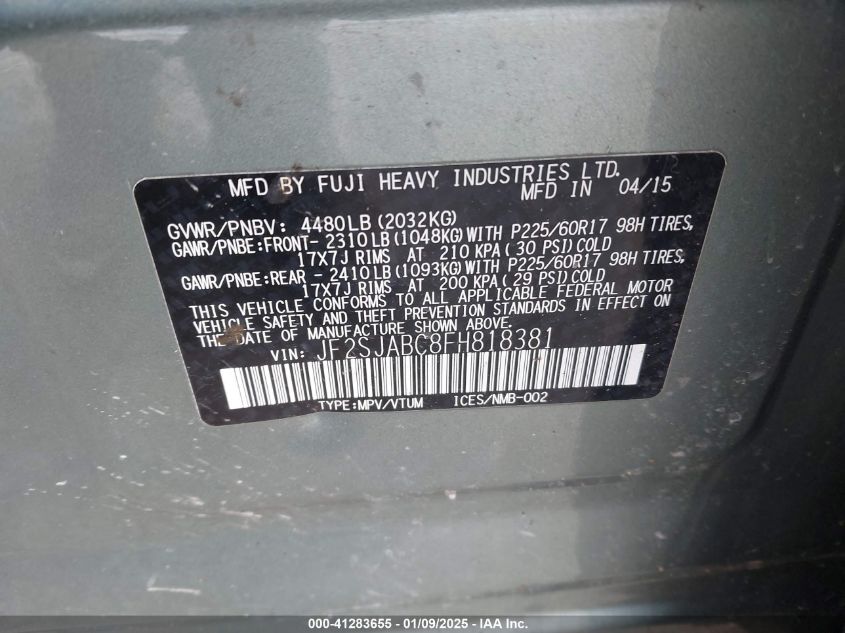 MFD BY FUJI HEAVY INDUSTRIES LTD.
MFD IN 04/15
GVWR/PNBV: 4480LB (2032KG)
GAWR/PNBE:FRONT- 2310LB (1048KG) WITH P225/60R17 98H TIRES,
17X7J RIMS AT 210 KPA ( 30 PSI) COLD
GAWR/PNBE:REAR - 2410LB (1093KG) WITH P225/60R17 98H TIRES,
17X7J RIMS AT 200 KPA ( 29 PSI) COLD
THIS VEHICLE CONFORMS TO ALL APPLICABLE FEDERAL MOTOR
VEHICLE SAFETY AND THEFT PREVENTION STANDARDS IN EFFECT ON
THE DATE OF MANUFACTURE SHOWN ABOVE.
VIN: JF2SJABC8FH818381
TYPE:MPV/VTUM ICES/NMB-002
000-41283655 - 01/09/2025 - IAA Inc.